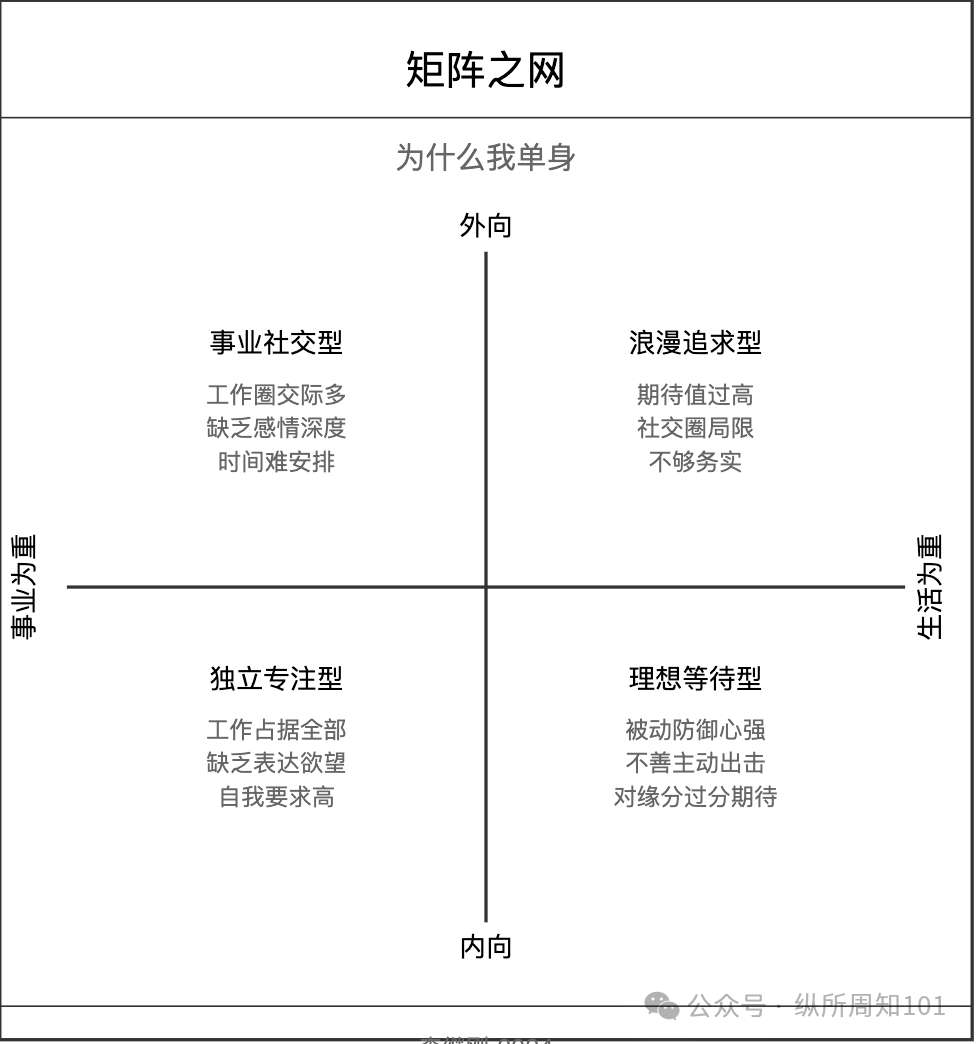 矩阵之网
为什么我单身
外向
事业社交型
工作圈交际多
缺乏感情深度
时间难安排
浪漫追求型
期待值过高
社交圈局限
不够务实
事业为重
生活为重
独立专注型
工作占据全部
缺乏表达欲望
自我要求高
理想等待型
被动防御心强
不善主动出击
对缘分过分期待
内向
公众号 · 纵所周知101